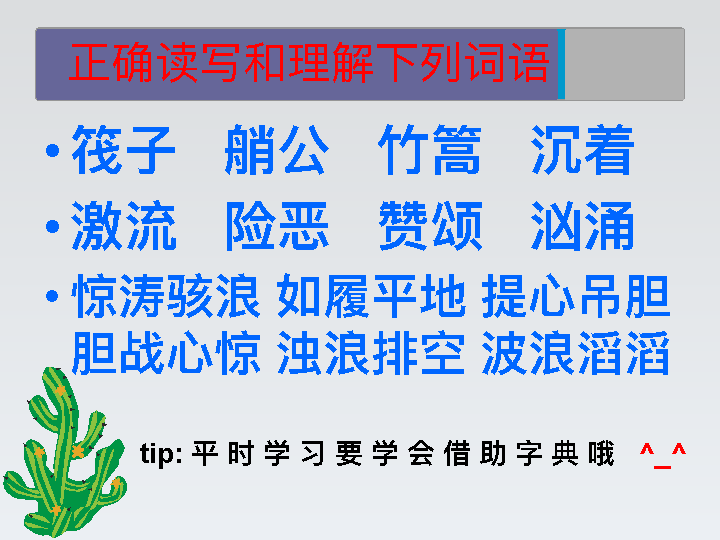 正确读写和理解下列词语
•筏子 艄公 竹篙 沉着
•激流 险恶 赞颂 汹涌
•惊涛骇浪 如履平地 提心吊胆
胆战心惊 浊浪排空 波浪滔滔
tip: 平时学习要学会借助字典哦 ^_^